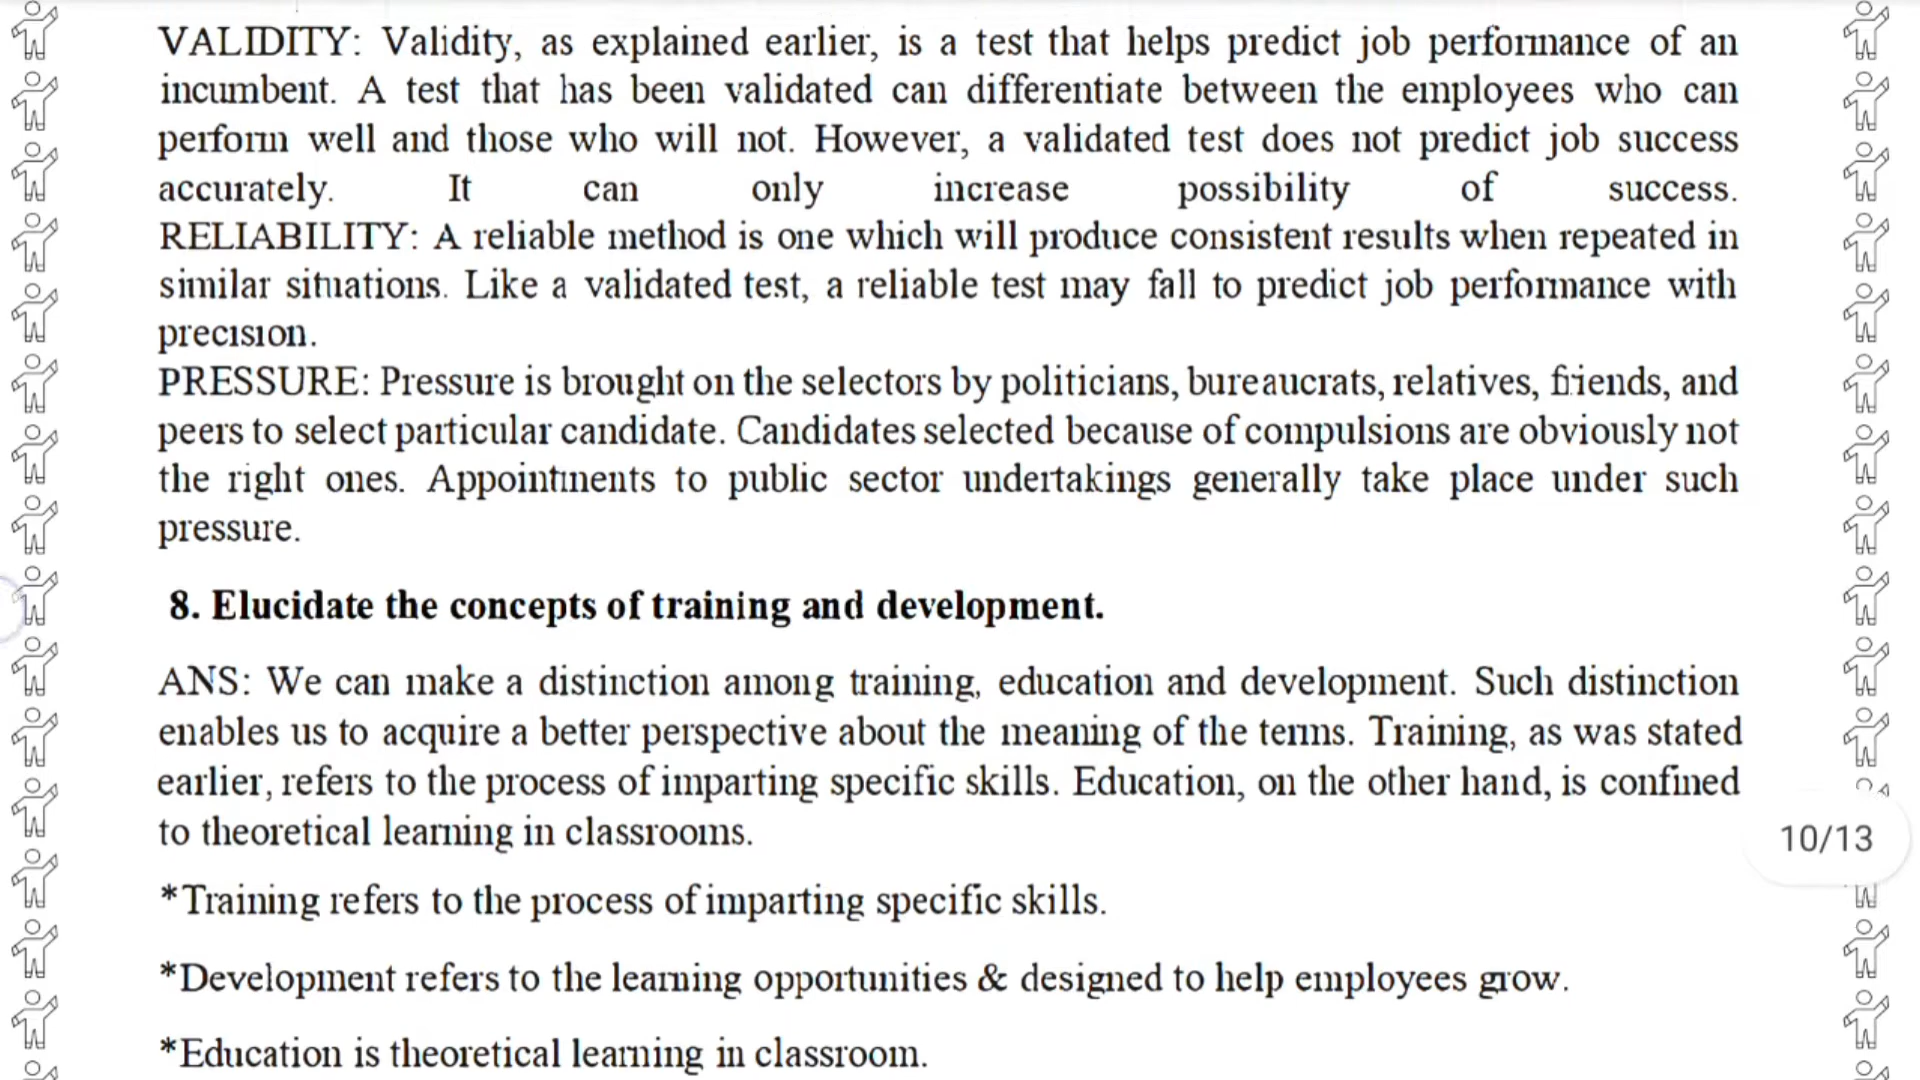 VALIDITY: Validity, as explained earlier, is a test that helps predict job performance of an
incumbent. A test that has been validated can differentiate between the employees who can
perform well and those who will not. However, a validated test does not predict job success
accurately. It can only increase possibility of success.
RELIABILITY: A reliable method is one which will produce consistent results when repeated in
similar situations. Like a validated test, a reliable test may fall to predict job performance with
precision.
PRESSURE: Pressure is brought on the selectors by politicians, bureaucrats, relatives, friends, and
peers to select particular candidate. Candidates selected because of compulsions are obviously not
the right ones. Appointments to public sector undertakings generally take place under such
pressure.
8. Elucidate the concepts of training and development.
ANS: We can make a distinction among training, education and development. Such distinction
enables us to acquire a better perspective about the meaning of the terms. Training, as was stated
earlier, refers to the process of imparting specific skills. Education, on the other hand, is confined
to theoretical learning in classrooms.
10/13
*Training refers to the process of imparting specific skills.
*Development refers to the learning opportunities & designed to help employees grow.
*Education is theoretical learning in classroom.